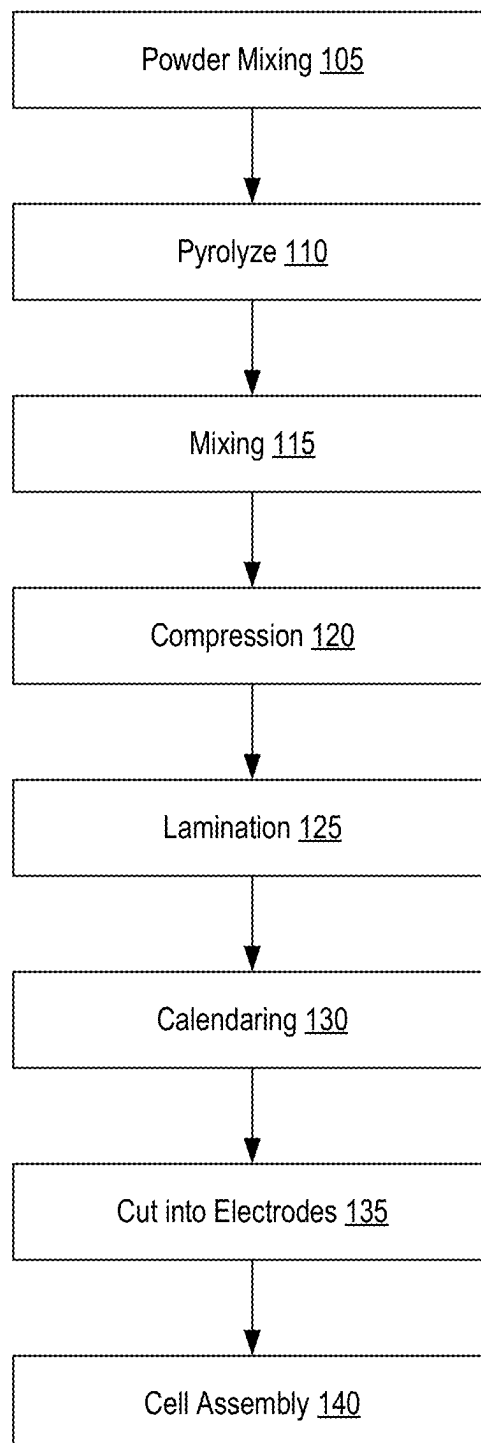 Powder Mixing 105
Pyrolyze 110
Mixing 115
Compression 120
Lamination 125
Calendaring 130
Cut into Electrodes 135
Cell Assembly 140